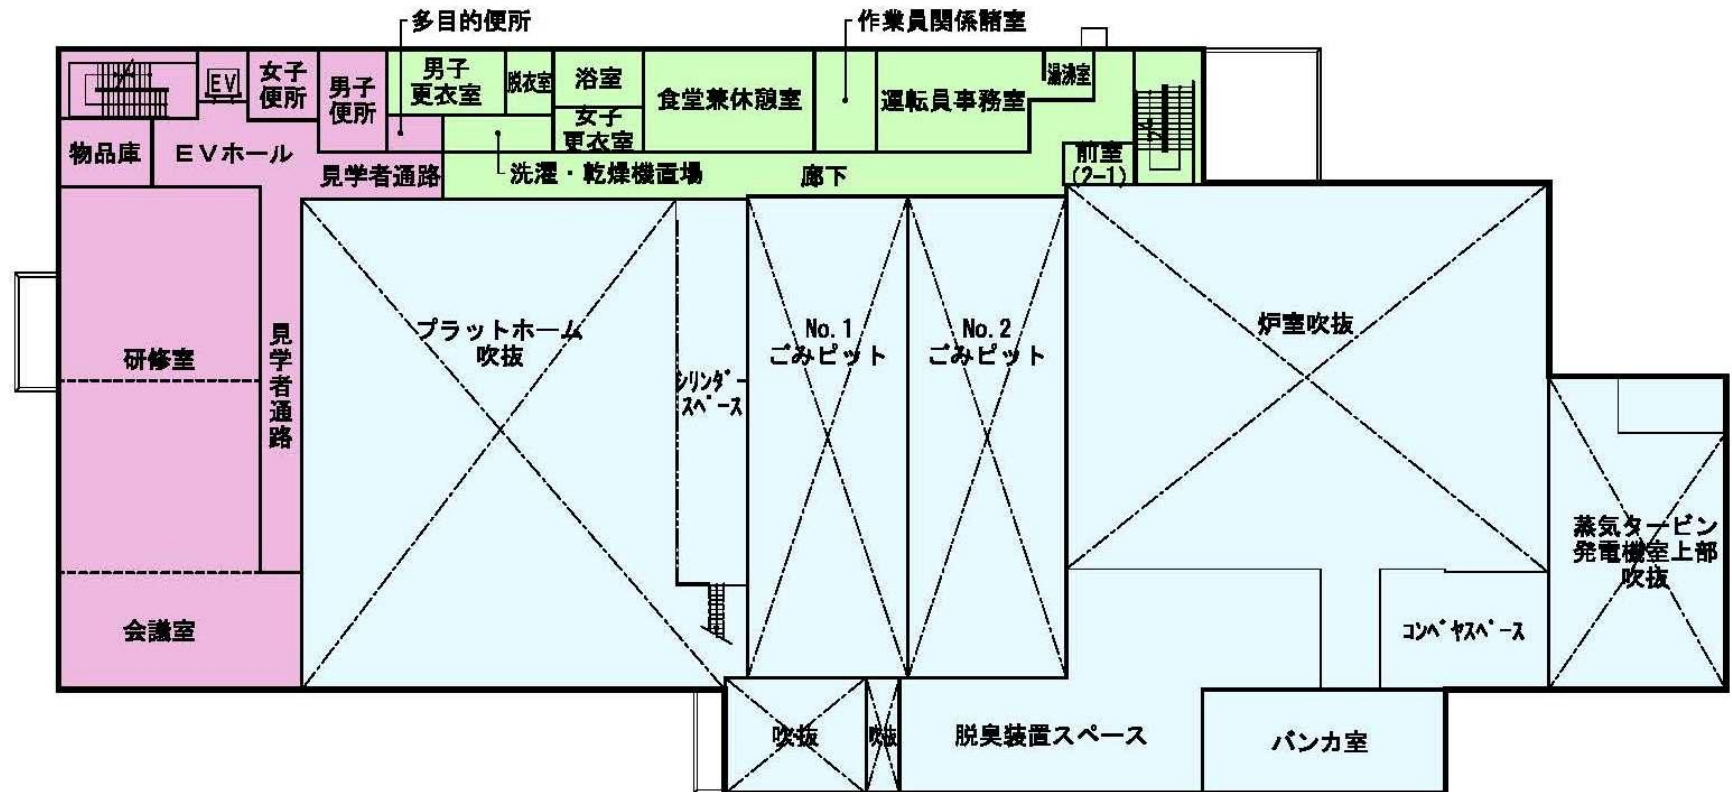 多目的便所
作業員関係諸室
EV
女子
便所
男子
便所
男子
更衣室
脱衣室
浴室
女子
更衣室
食堂兼休憩室
運転員事務室
湯沸室
物品庫
EVホール
見学者通路
洗濯・乾燥機置場
廊下
前室
(2-1)
研修室
見学者通路
プラットホーム
吹抜
シリンダー
スペース
No.1
ごみピット
No.2
ごみピット
炉室吹抜
蒸気タービン
発電機室上部
吹抜
会議室
コンベヤスペース
吹抜
吹抜
脱臭装置スペース
バンカ室